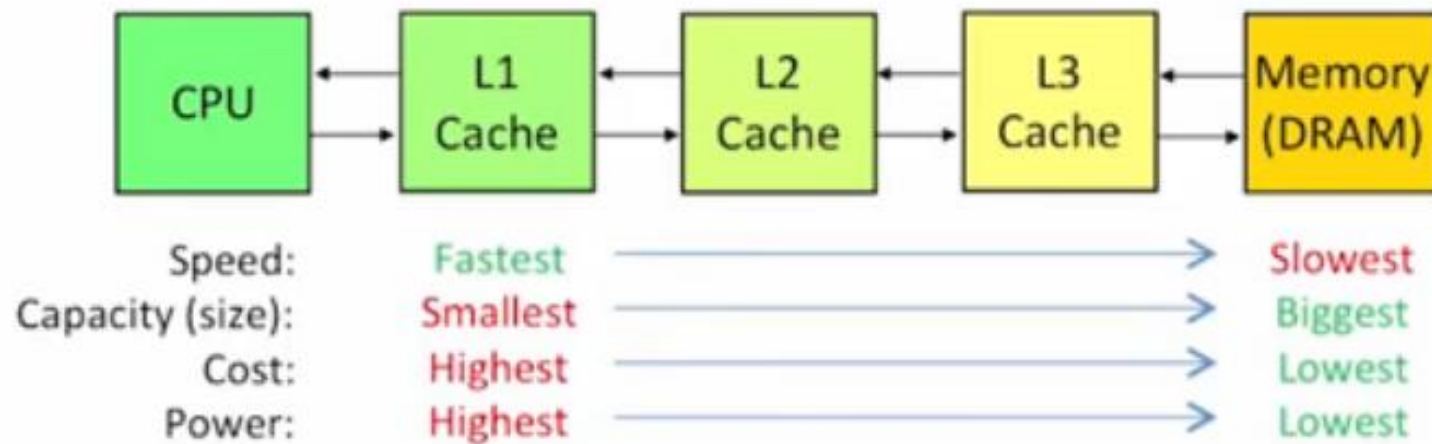 CPU
L1
Cache
L2
Cache
L3
Cache
Memory
(DRAM)
Speed: Fastest Slowest
Capacity (size): Smallest Biggest
Cost: Highest Lowest
Power: Highest Lowest